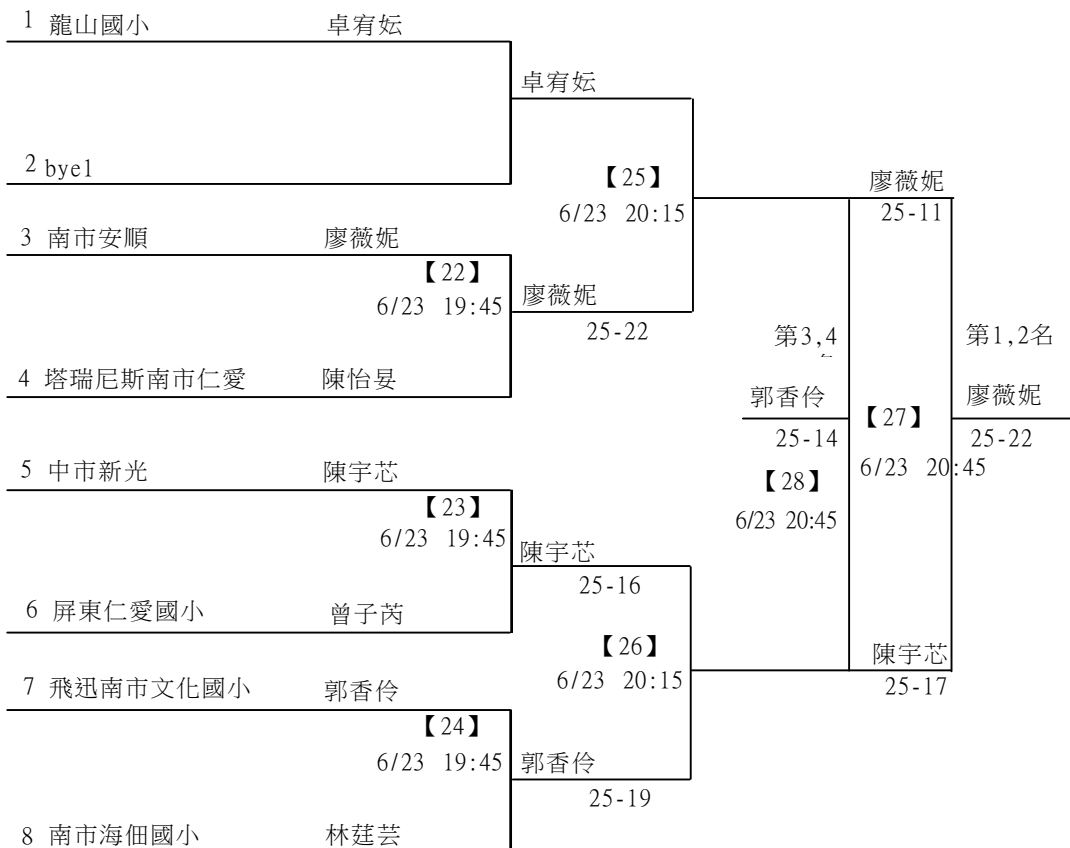 1 龍山國小 卓宥妘
卓宥妘
2 bye1
【25】
6/23 20:15
廖薇妮
25-11
3 南市安順 廖薇妮
【22】
6/23 19:45
廖薇妮
25-22
第3,4
第1,2名
4 塔瑞尼斯南市仁愛 陳怡晏
郭香伶
25-14
【28】
6/23 20:45
【27】
6/23 20:45
廖薇妮
25-22
5 中市新光 陳宇芯
【23】
6/23 19:45
陳宇芯
25-16
6 屏東仁愛國小 曾子芮
【26】
6/23 20:15
陳宇芯
25-17
7 飛迅南市文化國小 郭香伶
【24】
6/23 19:45
郭香伶
25-19
8 南市海佃國小 林莛芸